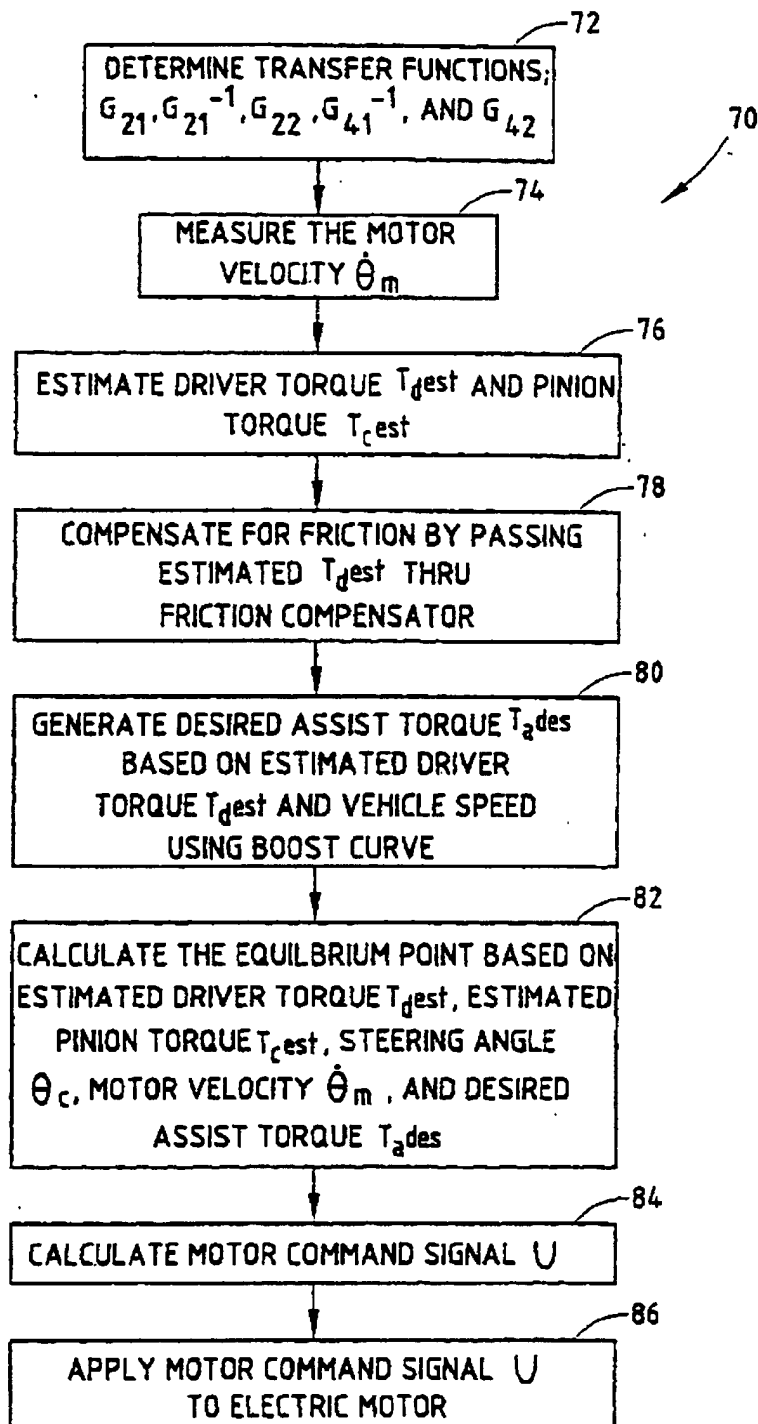 72
DETERMINE TRANSFER FUNCTIONS;
G21, G21⁻¹, G22, G41⁻¹, AND G42
70
74
MEASURE THE MOTOR
VELOCITY θ̇m
76
ESTIMATE DRIVER TORQUE Tdest AND PINION
TORQUE Tcest
78
COMPENSATE FOR FRICTION BY PASSING
ESTIMATED Tdest THRU
FRICTION COMPENSATOR
80
GENERATE DESIRED ASSIST TORQUE Tades
BASED ON ESTIMATED DRIVER
TORQUE Tdest AND VEHICLE SPEED
USING BOOST CURVE
82
CALCULATE THE EQUILBRIUM POINT BASED ON
ESTIMATED DRIVER TORQUE Tdest, ESTIMATED
PINION TORQUE Tcest, STEERING ANGLE
θc, MOTOR VELOCITY θ̇m, AND DESIRED
ASSIST TORQUE Tades
84
CALCULATE MOTOR COMMAND SIGNAL U
86
APPLY MOTOR COMMAND SIGNAL U
TO ELECTRIC MOTOR